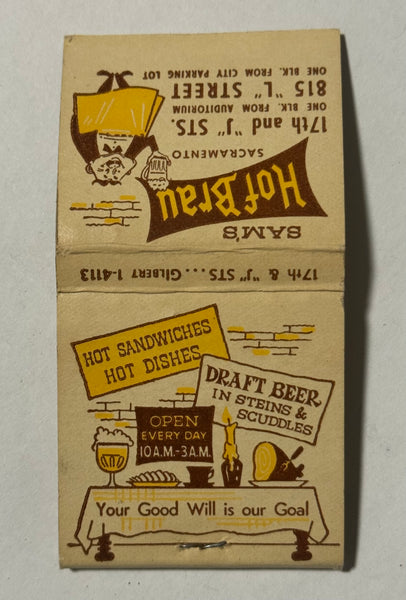 SAM'S
HofBrau
SACRAMENTO
17th and "J" STS.
ONE BLK. FROM AUDITORIUM
815 "L" STREET
ONE BLK. FROM CITY PARKING LOT
17th & "J" STS...GILBERT 1-4113
HOT SANDWICHES
HOT DISHES
DRAFT BEER
IN STEINS &
SCUDDLES
OPEN
EVERY DAY
10 A.M.-3 A.M.
Your Good Will is our Goal